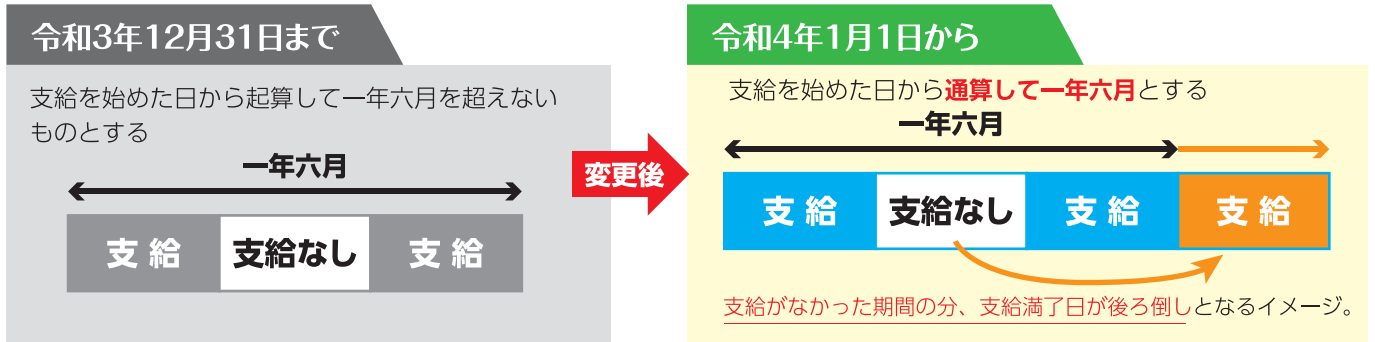 令和3年12月31日まで
支給を始めた日から起算して一年六月を超えない
ものとする
一年六月
支給
支給なし
支給
変更後
令和4年1月1日から
支給を始めた日から通算して一年六月とする
一年六月
支給
支給なし
支給
支給
支給がなかった期間の分、支給満了日が後ろ倒しとなるイメージ。